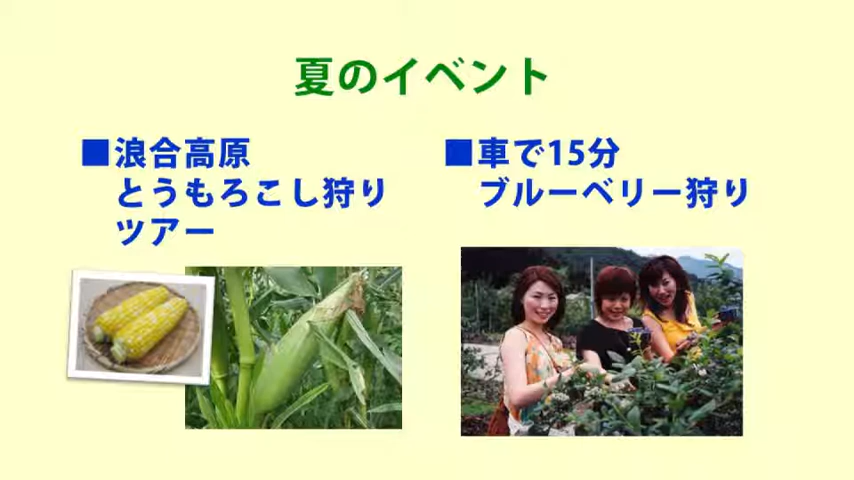 夏のイベント
■浪合高原
とうもろこし狩り
ツアー
■車で15分
ブルーベリー狩り